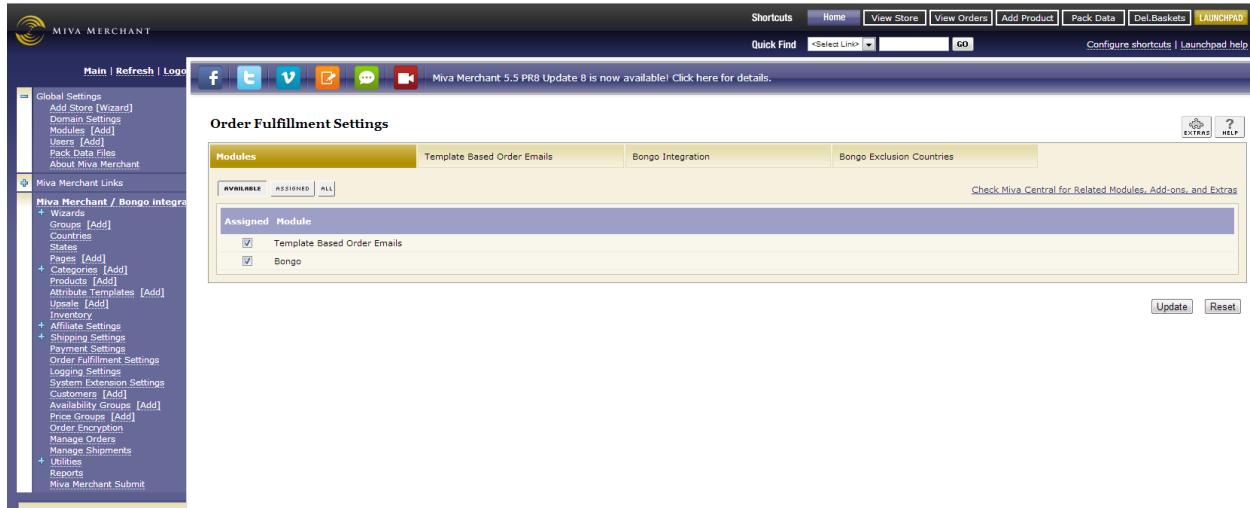 MIVA MERCHANT
Shortcuts Home View Store View Orders Add Product Pack Data Del.Baskets LAUNCHPAD
Quick Find <Select Link> GO Configure shortcuts | Launchpad help
Main | Refresh | Logo
Miva Merchant 5.5 PR8 Update 8 is now available! Click here for details.
Global Settings
Add Store [Wizard]
Domain Settings
Modules [Add]
Users [Add]
Pack Data Files
About Miva Merchant
Miva Merchant Links
Miva Merchant / Bongo integra
Wizards
Groups [Add]
Countries
States
Pages [Add]
Categories [Add]
Products [Add]
Attribute Templates [Add]
Upsale [Add]
Inventory
Affiliate Settings
Shipping Settings
Payment Settings
Order Fulfillment Settings
Logging Settings
System Extension Settings
Customers [Add]
Availability Groups [Add]
Price Groups [Add]
Order Encryption
Manage Orders
Manage Shipments
Utilities
Reports
Miva Merchant Submit
Order Fulfillment Settings
EXTRAS HELP
Modules Template Based Order Emails Bongo Integration Bongo Exclusion Countries
AVAILABLE ASSIGNED ALL
Check Miva Central for Related Modules, Add-ons, and Extras
Assigned Module
Template Based Order Emails
Bongo
Update Reset